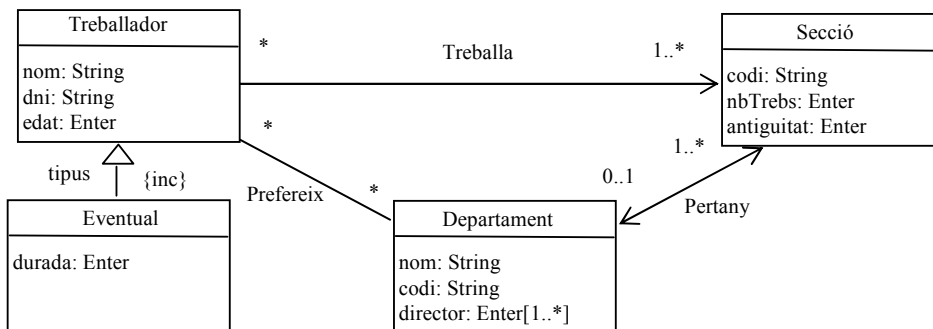 Treballador
nom: String
dni: String
edat: Enter
*
Treballa
1..*
Secció
codi: String
nbTrebs: Enter
antiguitat: Enter
*
Prefereix
*
1..*
0..1
Pertany
tipus
{inc}
Eventual
durada: Enter
Departament
nom: String
codi: String
director: Enter[1..*]